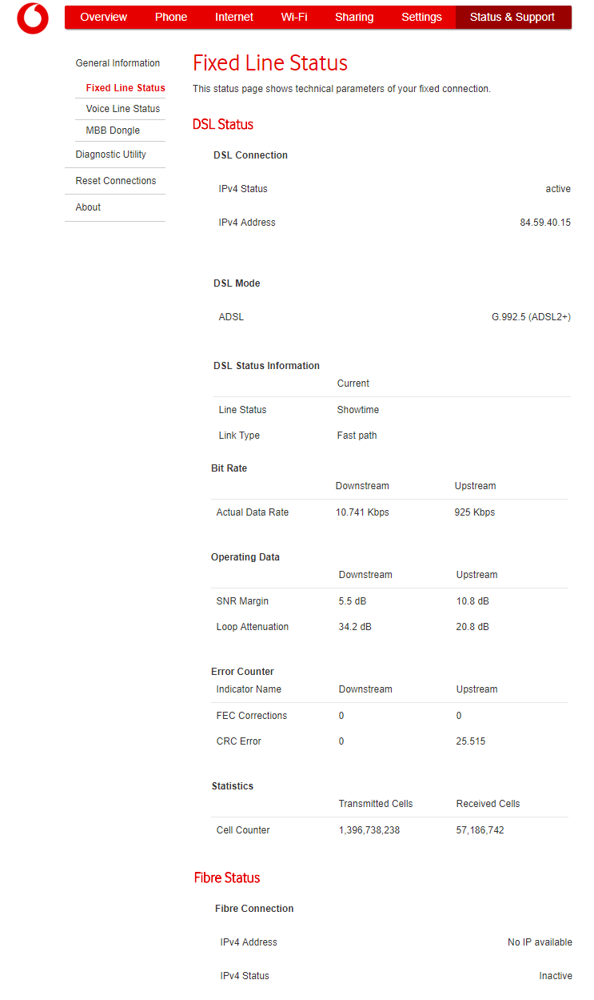 Overview Phone Internet Wi-Fi Sharing Settings Status & Support
General Information
Fixed Line Status
Voice Line Status
MBB Dongle
Diagnostic Utility
Reset Connections
About
Fixed Line Status
This status page shows technical parameters of your fixed connection.
DSL Status
DSL Connection
IPv4 Status active
IPv4 Address 84.59.40.15
DSL Mode
ADSL G.992.5 (ADSL2+)
DSL Status Information
Current
Line Status Showtime
Link Type Fast path
Bit Rate
Downstream Upstream
Actual Data Rate 10.741 Kbps 925 Kbps
Operating Data
Downstream Upstream
SNR Margin 5.5 dB 10.8 dB
Loop Attenuation 34.2 dB 20.8 dB
Error Counter
Indicator Name Downstream Upstream
FEC Corrections 0 0
CRC Error 0 25.515
Statistics
Transmitted Cells Received Cells
Cell Counter 1,396,738,238 57,186,742
Fibre Status
Fibre Connection
IPv4 Address No IP available
IPv4 Status Inactive